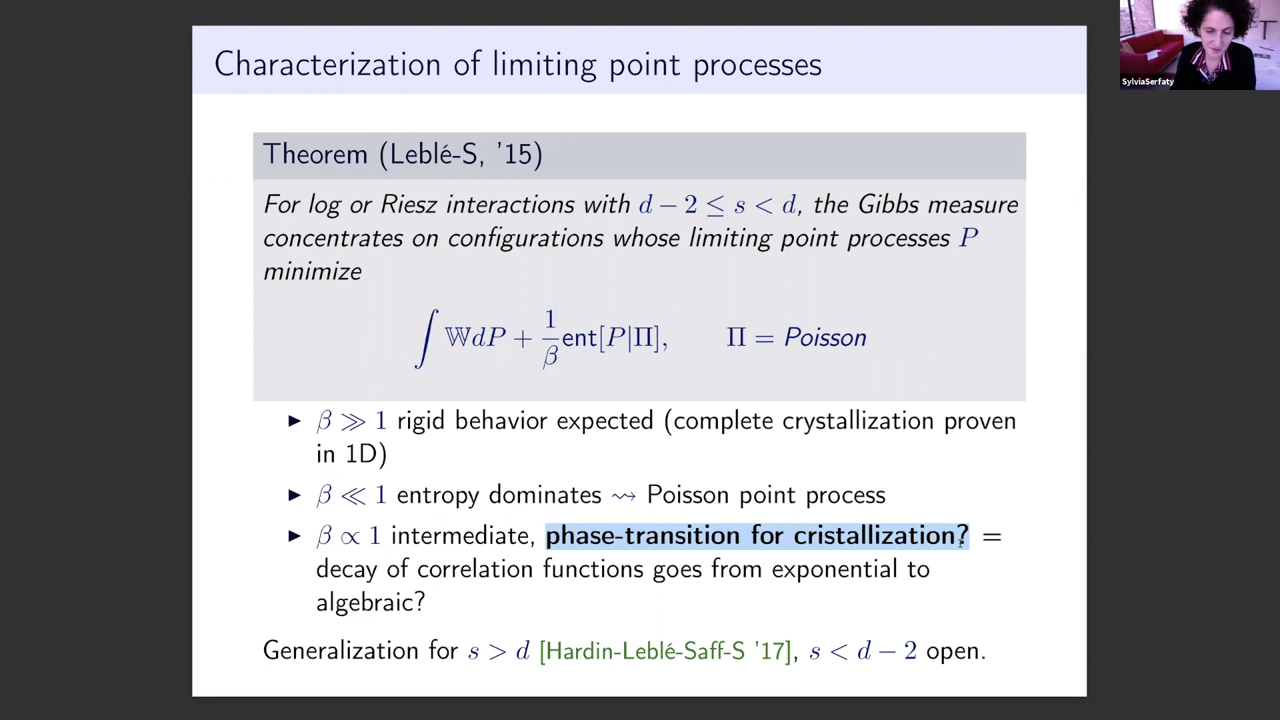 Characterization of limiting point processes
SylviaSerfaty
Theorem (Leblé-S, '15)
For log or Riesz interactions with d − 2 ≤ s < d, the Gibbs measure
concentrates on configurations whose limiting point processes P
minimize
∫ 𝕎dP + 1/β ent[P|Π], Π = Poisson
▶ β ≫ 1 rigid behavior expected (complete crystallization proven
in 1D)
▶ β ≪ 1 entropy dominates ⇝ Poisson point process
▶ β ∝ 1 intermediate, phase-transition for cristallization? =
decay of correlation functions goes from exponential to
algebraic?
Generalization for s > d [Hardin-Leblé-Saff-S '17], s < d − 2 open.